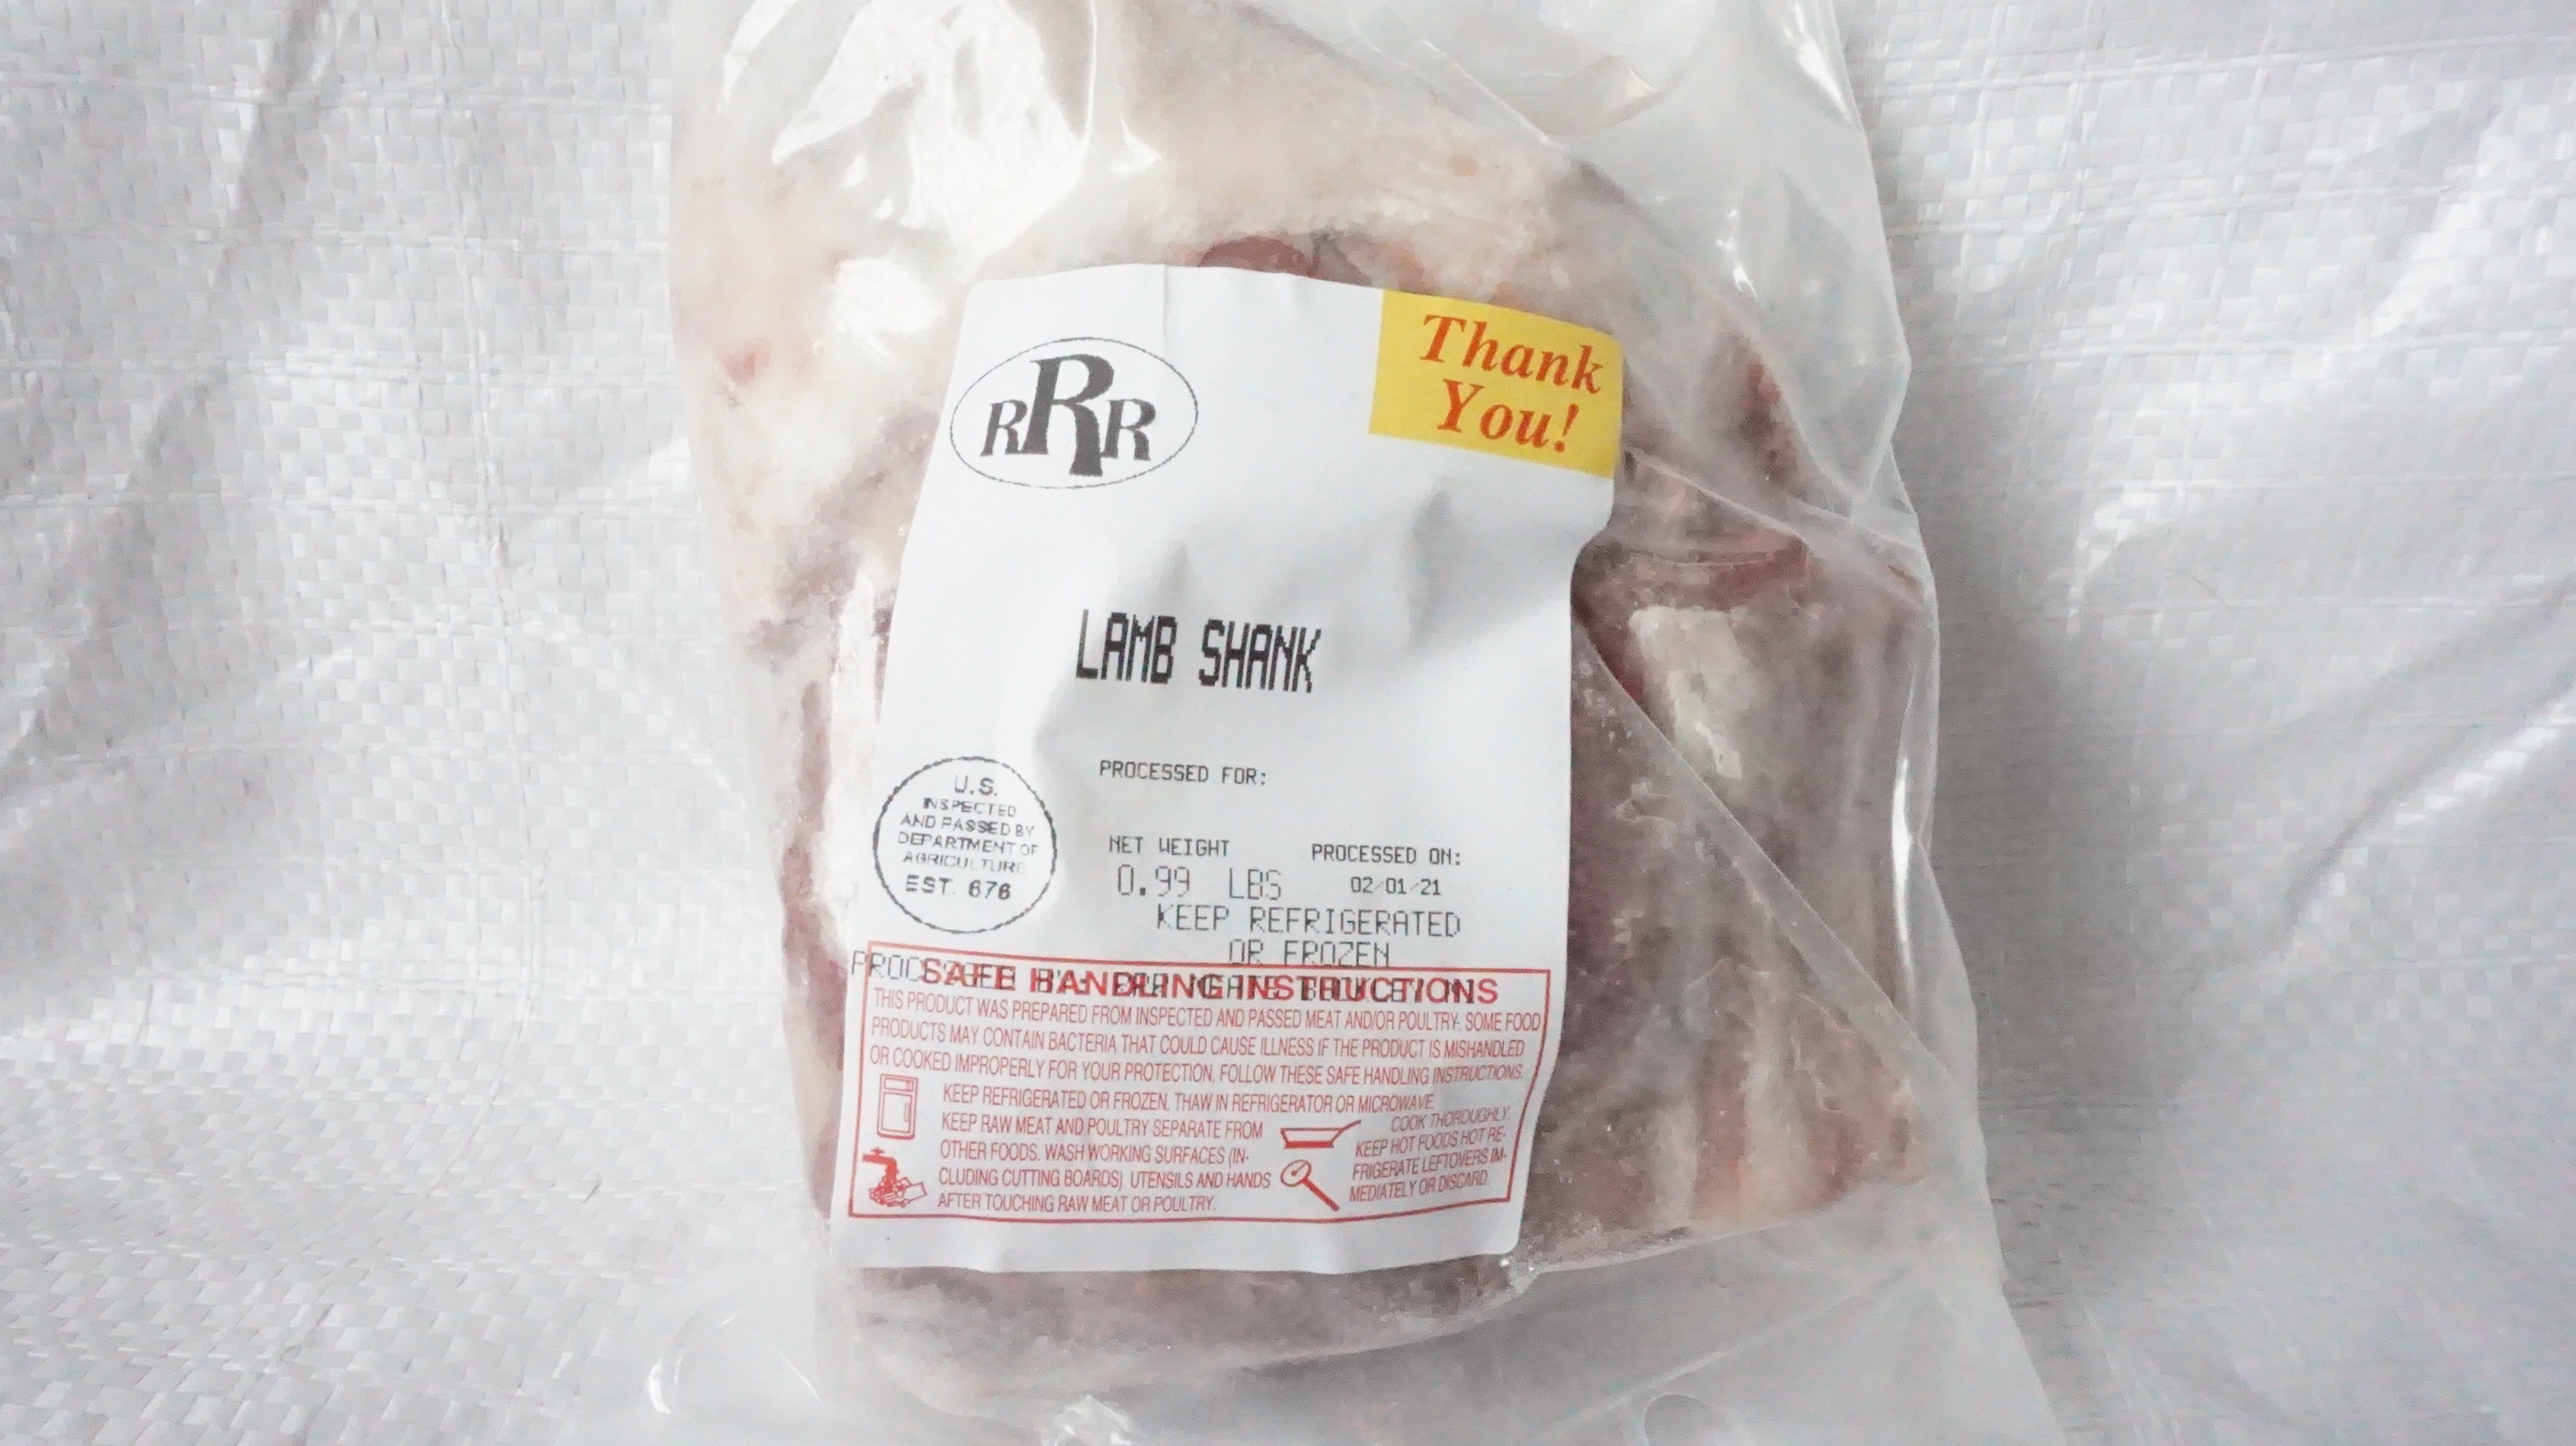 RRR
Thank
You!
LAMB SHANK
PROCESSED FOR:
U.S.
INSPECTED
AND PASSED BY
DEPARTMENT OF
AGRICULTURE
EST. 676
NET WEIGHT
PROCESSED ON:
0.99 LBS
02/01/21
KEEP REFRIGERATED
OR FROZEN
PROCESSED BY: MEATS
SAFE HANDLING INSTRUCTIONS
THIS PRODUCT WAS PREPARED FROM INSPECTED AND PASSED MEAT AND/OR POULTRY. SOME FOOD
PRODUCTS MAY CONTAIN BACTERIA THAT COULD CAUSE ILLNESS IF THE PRODUCT IS MISHANDLED
OR COOKED IMPROPERLY FOR YOUR PROTECTION, FOLLOW THESE SAFE HANDLING INSTRUCTIONS.
KEEP REFRIGERATED OR FROZEN. THAW IN REFRIGERATOR OR MICROWAVE.
KEEP RAW MEAT AND POULTRY SEPARATE FROM
OTHER FOODS. WASH WORKING SURFACES (IN-
CLUDING CUTTING BOARDS) UTENSILS AND HANDS
AFTER TOUCHING RAW MEAT OR POULTRY.
COOK THOROUGHLY.
KEEP HOT FOODS HOT RE-
FRIGERATE LEFTOVERS IM-
MEDIATELY OR DISCARD.